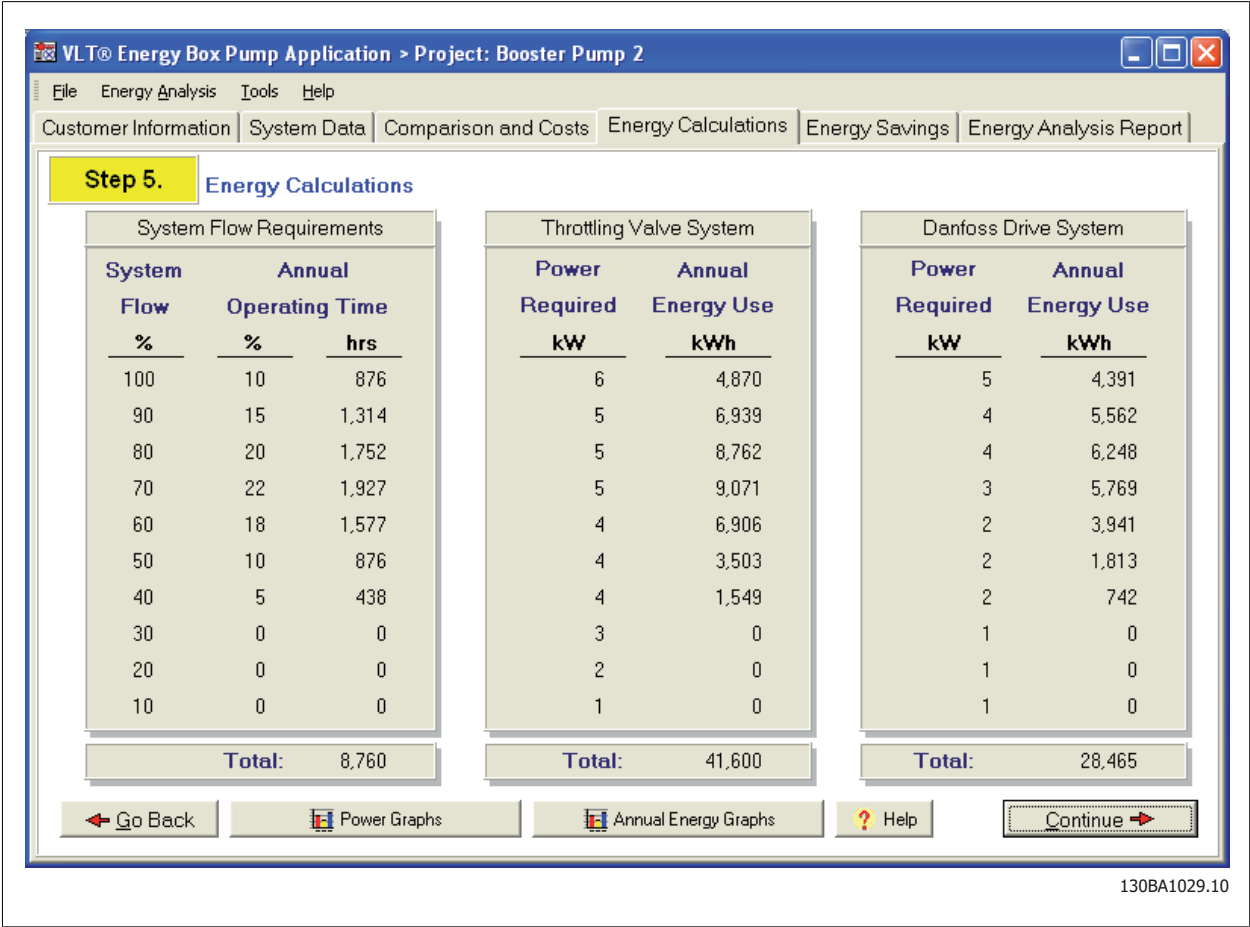 VLT® Energy Box Pump Application > Project: Booster Pump 2
File Energy Analysis Tools Help
Customer Information System Data Comparison and Costs Energy Calculations Energy Savings Energy Analysis Report
Step 5. Energy Calculations
System Flow Requirements Throttling Valve System Danfoss Drive System
System Annual Power Annual Power Annual
Flow Operating Time Required Energy Use Required Energy Use
% % hrs kW kWh kW kWh
100 10 876 6 4,870 5 4,391
90 15 1,314 5 6,939 4 5,562
80 20 1,752 5 8,762 4 6,248
70 22 1,927 5 9,071 3 5,769
60 18 1,577 4 6,906 2 3,941
50 10 876 4 3,503 2 1,813
40 5 438 4 1,549 2 742
30 0 0 3 0 1 0
20 0 0 2 0 1 0
10 0 0 1 0 1 0
Total: 8,760 Total: 41,600 Total: 28,465
Go Back Power Graphs Annual Energy Graphs ? Help Continue
130BA1029.10